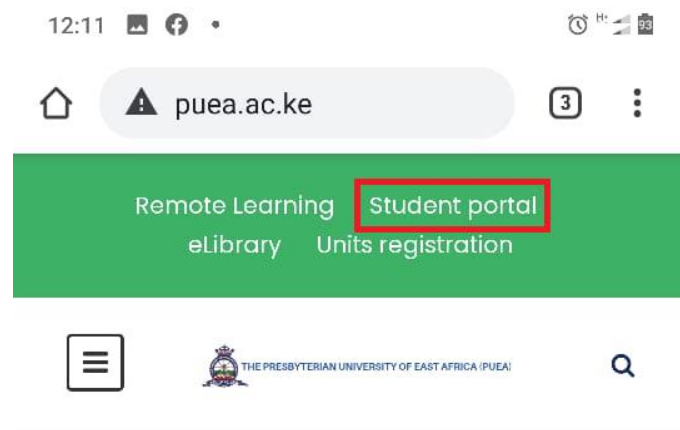 12:11
H+
93
puea.ac.ke
3
Remote Learning Student portal
eLibrary Units registration
THE PRESBYTERIAN UNIVERSITY OF EAST AFRICA (PUEA)